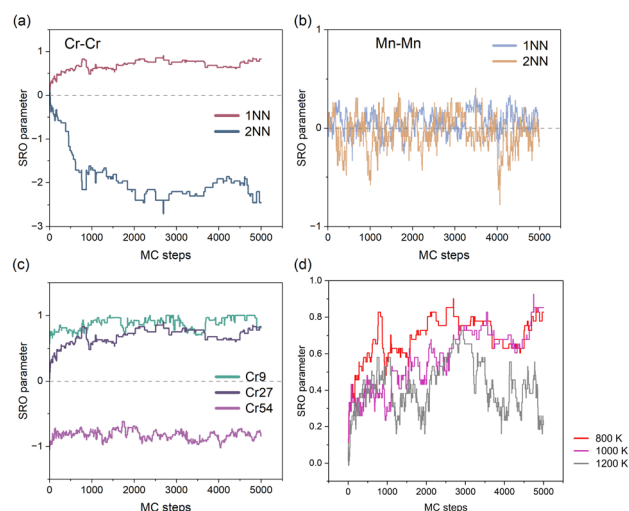 (a)
Cr-Cr
1
0
−1
−2
−3
SRO parameter
0 1000 2000 3000 4000 5000
MC steps
1NN
2NN
(b)
Mn-Mn
1
0
−1
SRO parameter
0 1000 2000 3000 4000 5000
MC steps
1NN
2NN
(c)
1
0
−1
SRO parameter
0 1000 2000 3000 4000 5000
MC steps
Cr9
Cr27
Cr54
(d)
1.0
0.8
0.6
0.4
0.2
0.0
SRO parameter
0 1000 2000 3000 4000 5000
MC steps
800 K
1000 K
1200 K